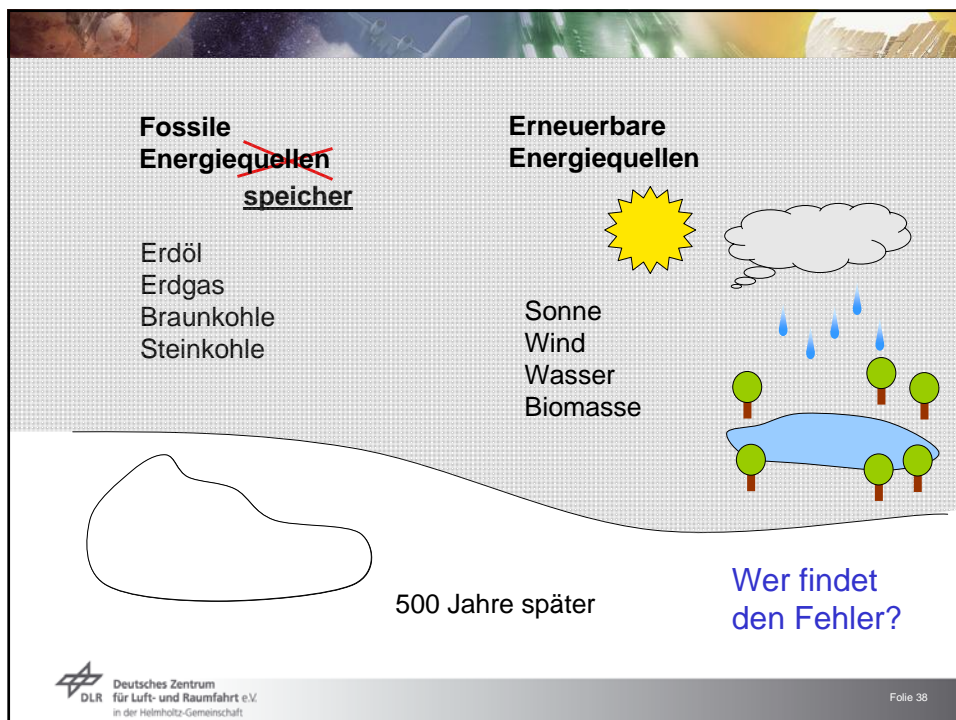 Fossile
Energiequellen
speicher
Erdöl
Erdgas
Braunkohle
Steinkohle
Erneuerbare
Energiequellen
Sonne
Wind
Wasser
Biomasse
500 Jahre später
Wer findet
den Fehler?
DLR
Deutsches Zentrum
für Luft- und Raumfahrt e.V.
in der Helmholtz-Gemeinschaft
Folie 38